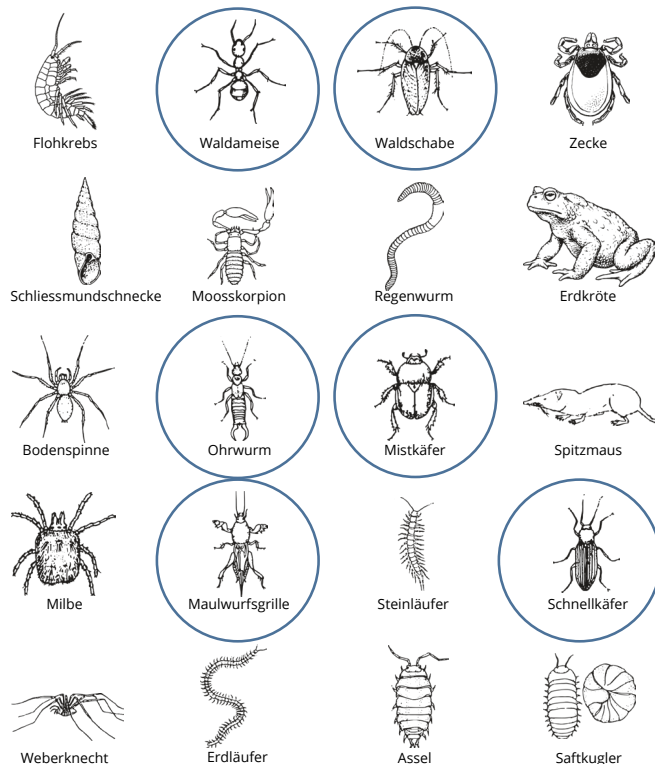 Flohkrebs
Waldameise
Waldschabe
Zecke
Schliessmundschnecke
Moosskorpion
Regenwurm
Erdkröte
Bodenspinne
Ohrwurm
Mistkäfer
Spitzmaus
Milbe
Maulwurfsgrille
Steinläufer
Schnellkäfer
Weberknecht
Erdläufer
Assel
Saftkugler